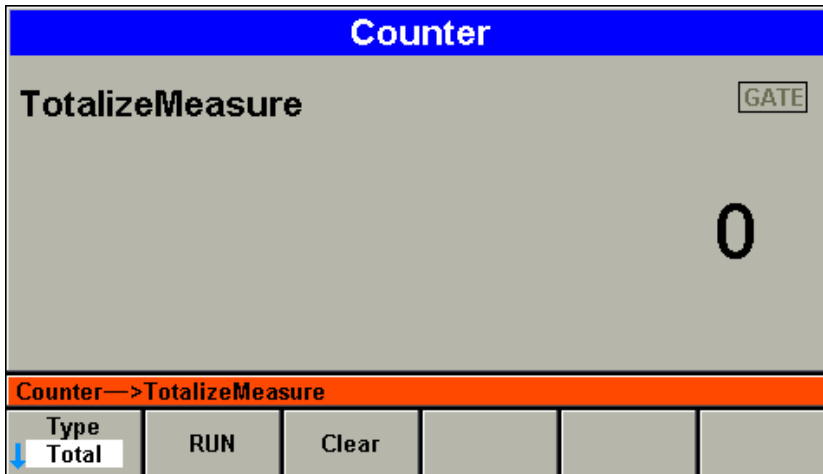 Counter
TotalizeMeasure
GATE
0
Counter—>TotalizeMeasure
Type
Total
RUN
Clear